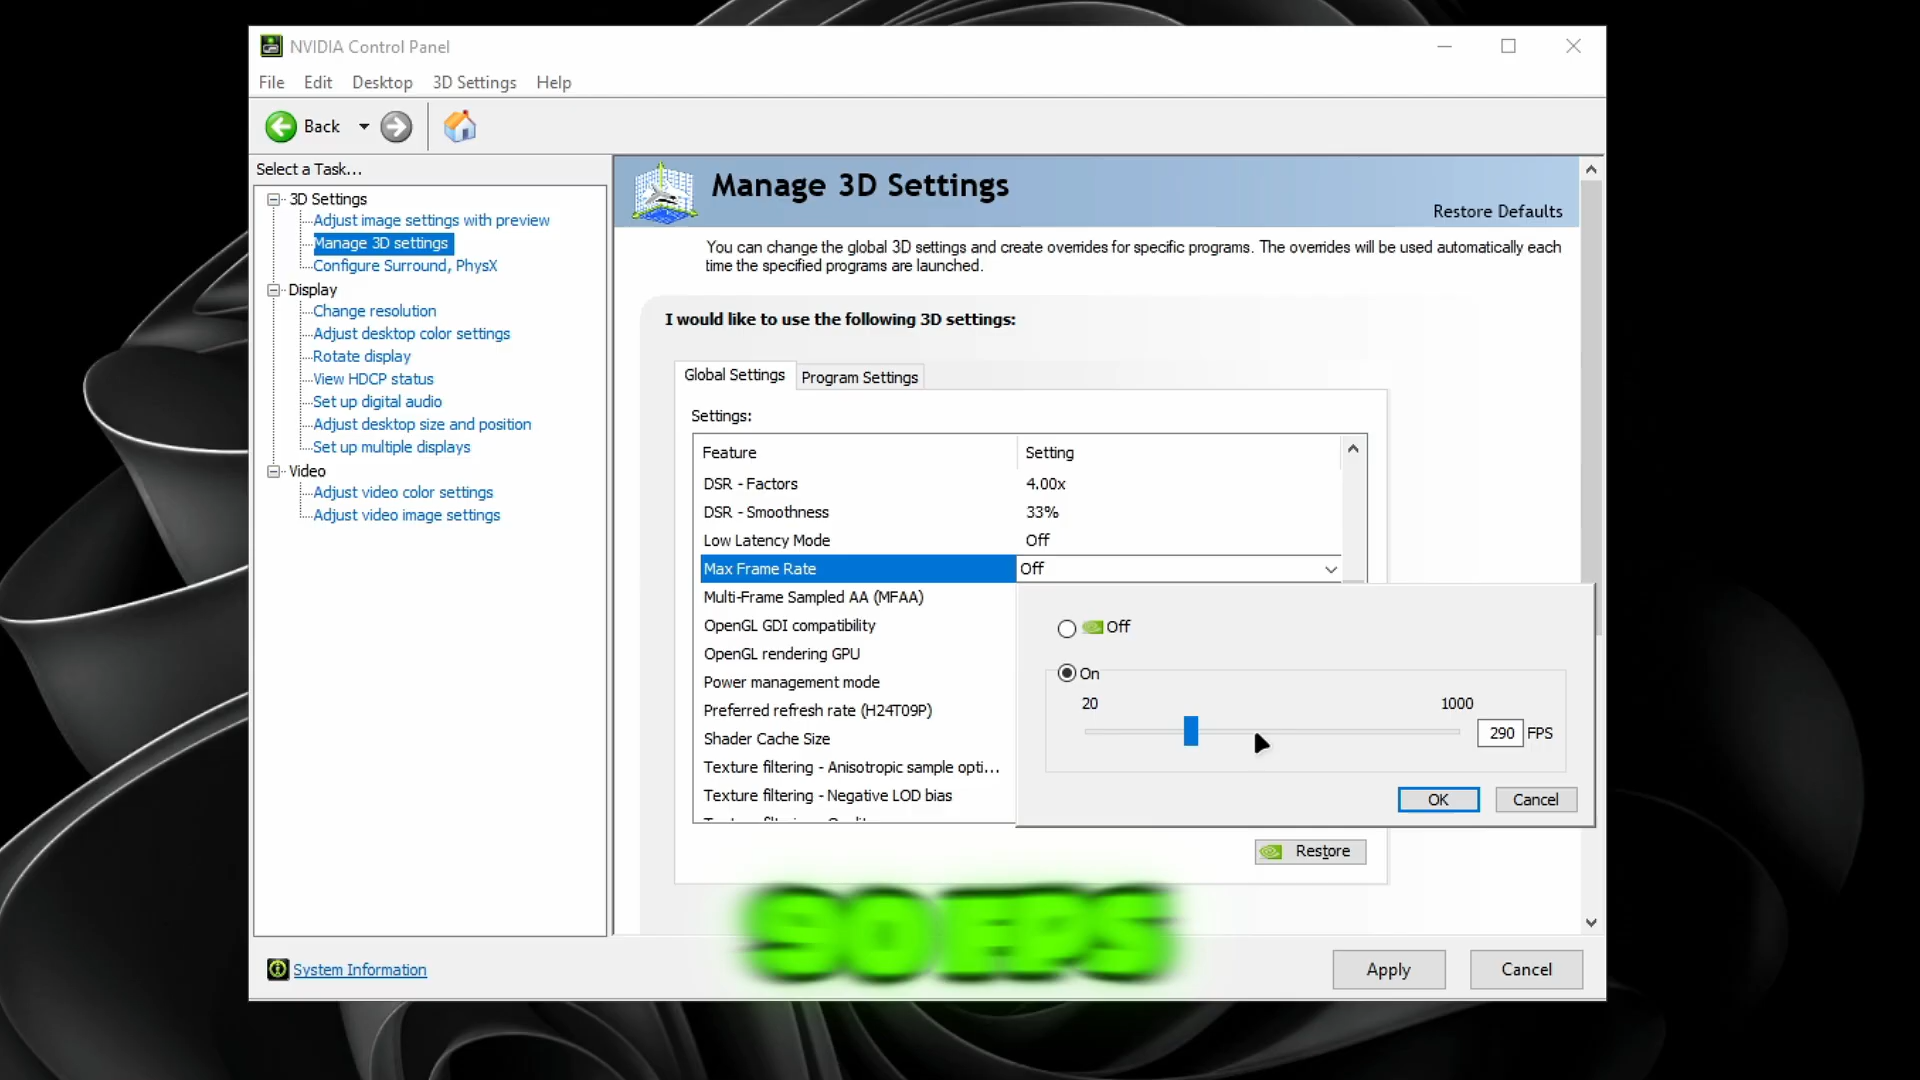 NVIDIA Control Panel
File Edit Desktop 3D Settings Help
Back
Select a Task...
3D Settings
Adjust image settings with preview
Manage 3D settings
Configure Surround, PhysX
Display
Change resolution
Adjust desktop color settings
Rotate display
View HDCP status
Set up digital audio
Adjust desktop size and position
Set up multiple displays
Video
Adjust video color settings
Adjust video image settings
System Information
Manage 3D Settings
Restore Defaults
You can change the global 3D settings and create overrides for specific programs. The overrides will be used automatically each
time the specified programs are launched.
I would like to use the following 3D settings:
Global Settings Program Settings
Settings:
Feature Setting
DSR - Factors 4.00x
DSR - Smoothness 33%
Low Latency Mode Off
Max Frame Rate Off
Multi-Frame Sampled AA (MFAA)
OpenGL GDI compatibility
OpenGL rendering GPU
Power management mode
Preferred refresh rate (H24T09P)
Shader Cache Size
Texture filtering - Anisotropic sample opti...
Texture filtering - Negative LOD bias
Off
On
20 1000
290 FPS
OK Cancel
Restore
90 FPS
Apply Cancel